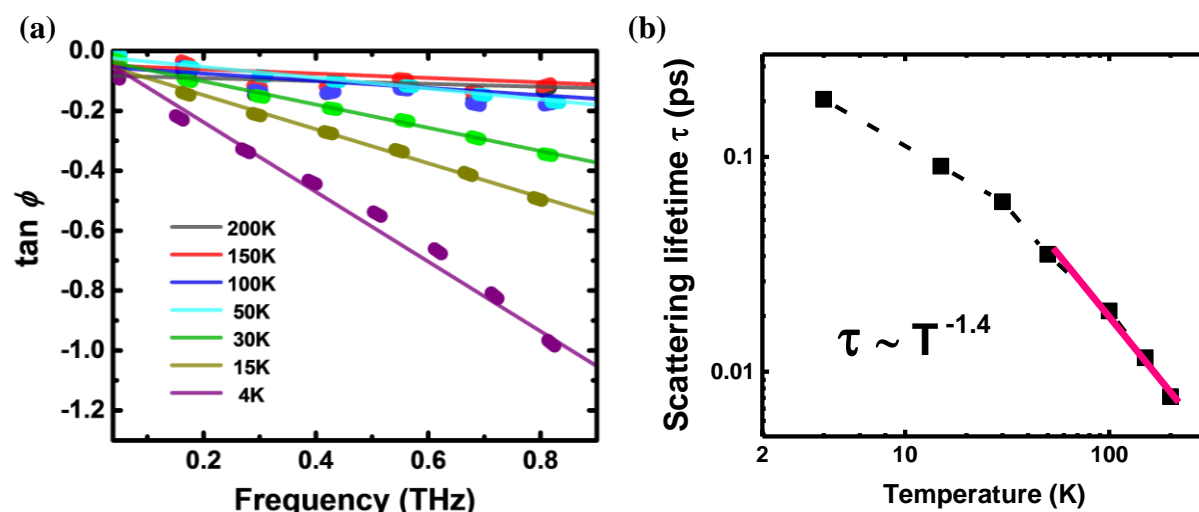 (a)
0.0
-0.2
-0.4
-0.6
-0.8
-1.0
-1.2
tan ϕ
200K
150K
100K
50K
30K
15K
4K
0.2 0.4 0.6 0.8
Frequency (THz)
(b)
Scattering lifetime τ (ps)
0.1
0.01
τ ~ T^-1.4
2 10 100
Temperature (K)